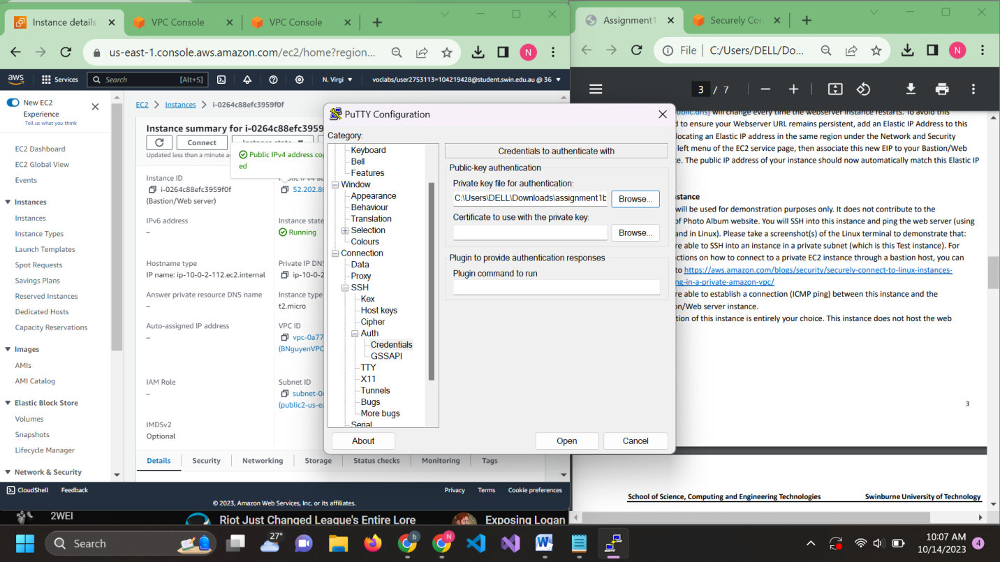 Instance details
VPC Console
VPC Console
us-east-1.console.aws.amazon.com/ec2/home?region...
N
aws
Services
Search
[Alt+S]
N. Virgi
voclabs/user2753113=104219428@student.swin.edu.au @ 36
New EC2
Experience
Tell us what you think
EC2 Dashboard
EC2 Global View
Events
Instances
Instances
Instance Types
Launch Templates
Spot Requests
Savings Plans
Reserved Instances
Dedicated Hosts
Capacity Reservations
Images
AMIs
AMI Catalog
Elastic Block Store
Volumes
Snapshots
Lifecycle Manager
Network & Security
EC2 > Instances > i-0264c88efc3959f0f
Instance summary for i-0264c88efc3959
Connect
Updated less than a minute
Public IPv4 address cop
ed
Instance ID
i-0264c88efc3959f0f
(Bastion/Web server)
52.202.86
IPv6 address
–
Instance state
Running
Hostname type
IP name: ip-10-0-2-112.ec2.internal
Private IP DNS
ip-10-0-2
Answer private resource DNS name
–
Instance type
t2.micro
Auto-assigned IP address
–
VPC ID
vpc-0a77
(BNguyenVPC
IAM Role
–
Subnet ID
(public2-us-ea
IMDSv2
Optional
Details
Security
Networking
Storage
Status checks
Monitoring
Tags
CloudShell
Feedback
Privacy
Terms
Cookie preferences
© 2023, Amazon Web Services, Inc. or its affiliates.
PuTTY Configuration
Category:
Keyboard
Bell
Features
Window
Appearance
Behaviour
Translation
Selection
Colours
Connection
Data
Proxy
SSH
Kex
Host keys
Cipher
Auth
Credentials
GSSAPI
TTY
X11
Tunnels
Bugs
More bugs
Serial
Credentials to authenticate with
Public-key authentication
Private key file for authentication:
C:\Users\DELL\Downloads\assignment1b
Browse...
Certificate to use with the private key:
Browse...
Plugin to provide authentication responses
Plugin command to run
About
Open
Cancel
Assignment1
Securely Con
File
C:/Users/DELL/Do...
N
3 / 7
will change every time the webserver instance restarts. To avoid this
d to ensure your Webserver URL remains persistent, add an Elastic IP Address to this
locating an Elastic IP address in the same region under the Network and Security
left menu of the EC2 service page, then associate this new EIP to your Bastion/Web
e. The public IP address of your instance should now automatically match this Elastic IP
stance
will be used for demonstration purposes only. It does not contribute to the
of Photo Album website. You will SSH into this instance and ping the web server (using
and in Linux). Please take a screenshot(s) of the Linux terminal to demonstrate that:
re able to SSH into an instance in a private subnet (which is this Test instance). For
ctions on how to connect to a private EC2 instance through a bastion host, you can
to https://aws.amazon.com/blogs/security/securely-connect-to-linux-instances-
ng-in-a-private-amazon-vpc/
re able to establish a connection (ICMP ping) between this instance and the
on/Web server instance.
tion of this instance is entirely your choice. This instance does not host the web
3
School of Science, Computing and Engineering Technologies
Swinburne University of Technology
2WEI
Riot Just Changed League's Entire Lore
Exposing Logan
Search
27°
b
N
10:07 AM
10/14/2023
4